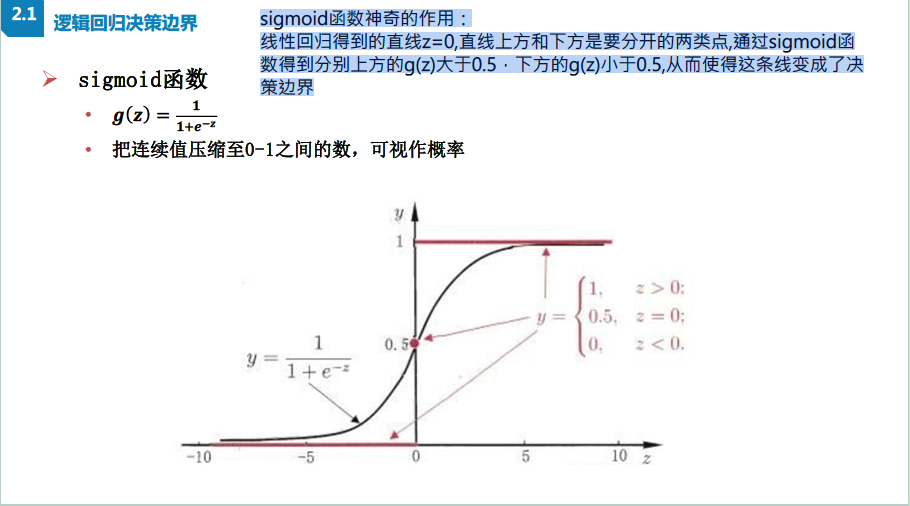 2.1
逻辑回归决策边界
sigmoid函数神奇的作用：
线性回归得到的直线z=0,直线上方和下方是要分开的两类点,通过sigmoid函
数得到分别上方的g(z)大于0.5，下方的g(z)小于0.5,从而使得这条线变成了决
策边界
➢ sigmoid函数
• g(z) = 1/(1+e^{-z})
• 把连续值压缩至0-1之间的数，可视作概率
y
1
0.5
y = 1/(1+e^{-z})
y = {
1, z > 0;
0.5, z = 0;
0, z < 0.
-10 -5 0 5 10 z